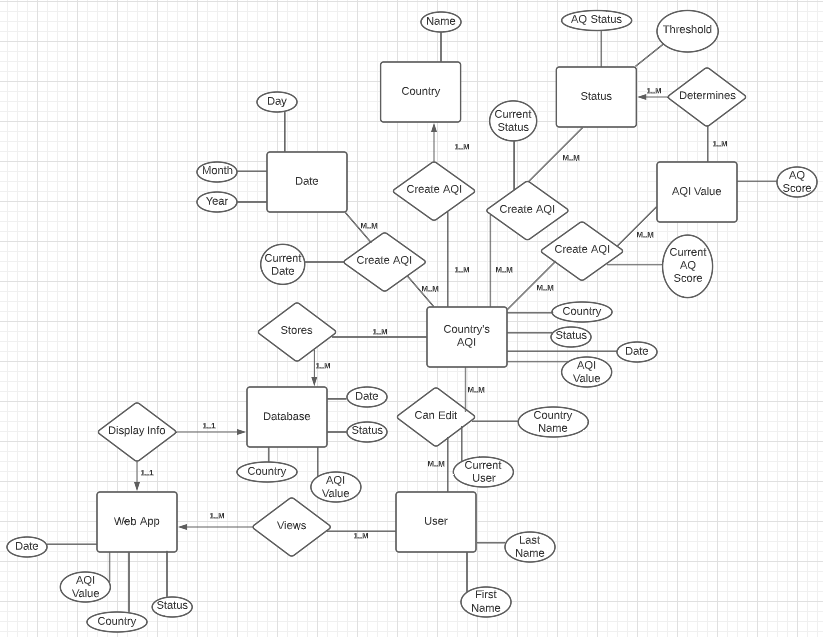 Name
AQ Status
Threshold
Country
Status
Determines
1..M
1..M
Day
Current
Status
1..M
M..M
Month
Year
Date
AQI Value
AQ
Score
Create AQI
Create AQI
M..M
M..M
Create AQI
Create AQI
Current
Date
M..M
1..M
M..M
M..M
Current
AQ
Score
Country's
AQI
Country
Status
Date
AQI
Value
Stores
1..M
1..M
M..M
Database
Date
Status
Country
AQI
Value
Can Edit
Country
Name
M..M
Current
User
Display Info
1..1
1..1
Web App
1..M
Views
1..M
User
Last
Name
First
Name
Date
AQI
Value
Country
Status